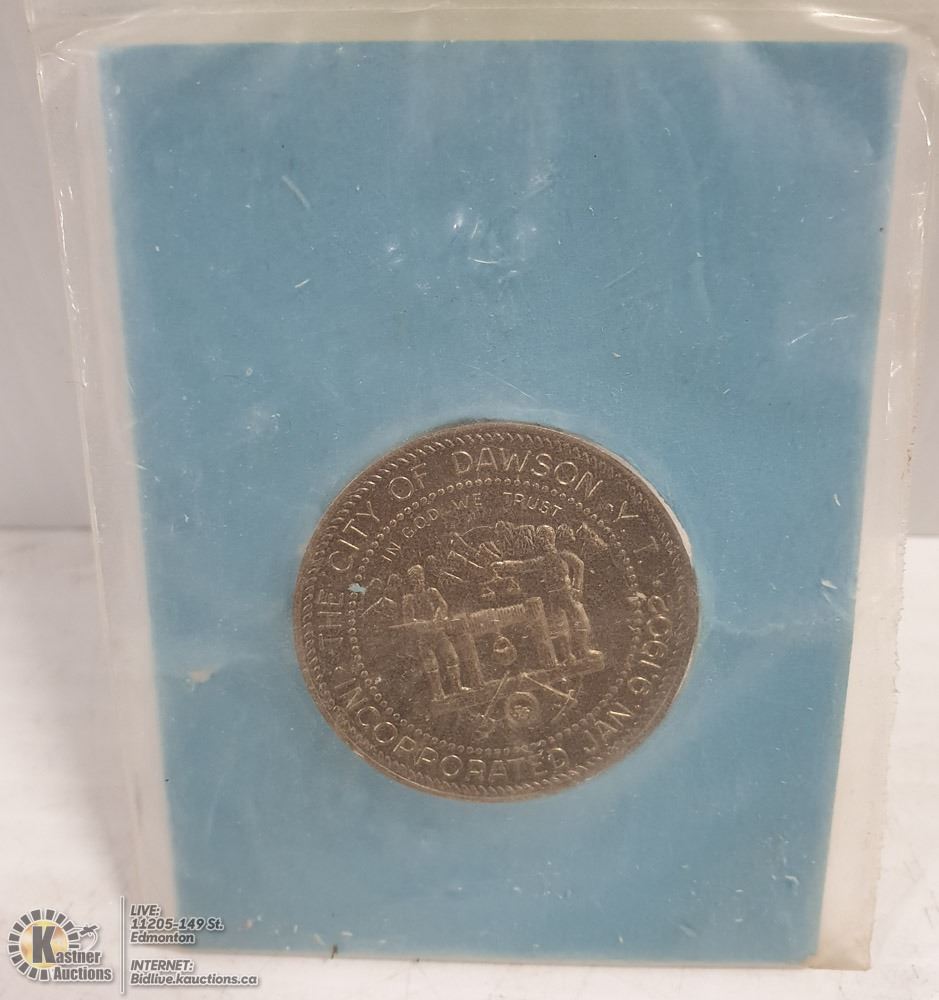 THE CITY OF DAWSON Y.T.
IN GOD WE TRUST
INCORPORATED JAN. 9, 1902
Kastner
Auctions
LIVE:
11205-149 St.
Edmonton
INTERNET:
Bidlive.kauctions.ca